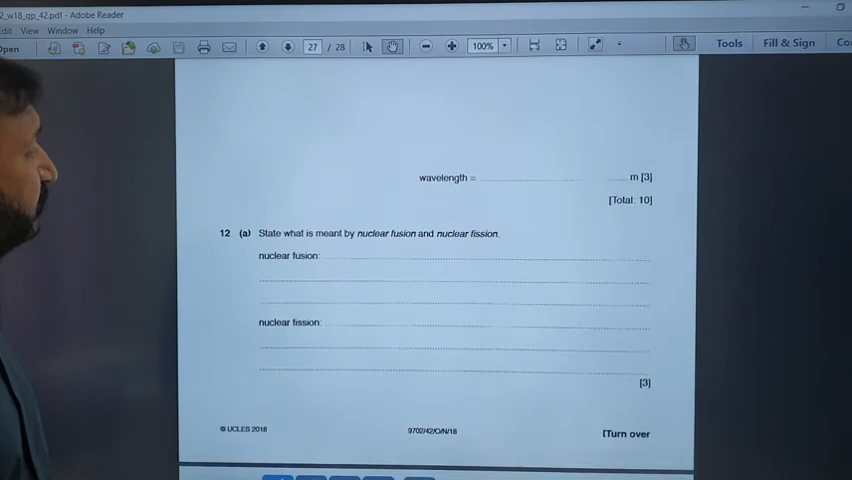 2_w18_qp_42.pdf - Adobe Reader
Edit View Window Help
Open 27 / 28 100% Tools Fill & Sign
wavelength = m [3]
[Total: 10]
12 (a) State what is meant by nuclear fusion and nuclear fission.
nuclear fusion:
nuclear fission:
[3]
© UCLES 2018 9702/42/O/N/18 [Turn over